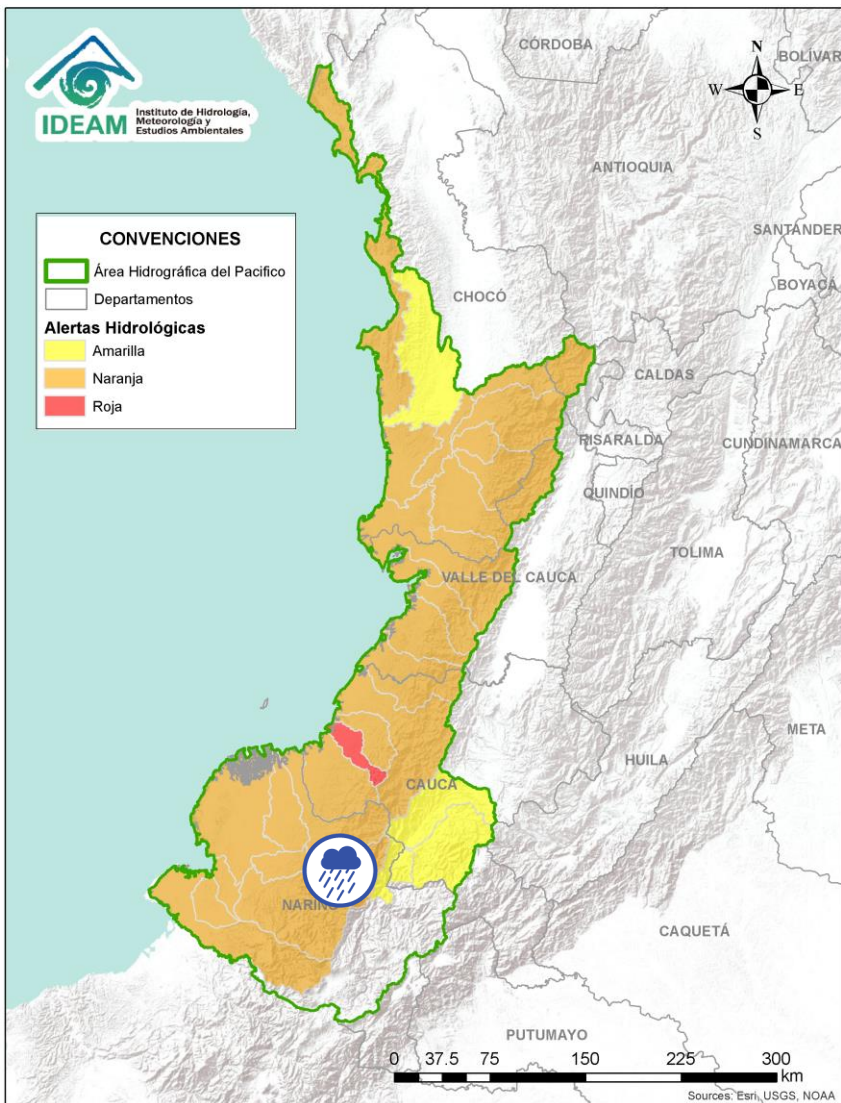 IDEAM
Instituto de Hidrología,
Meteorología y
Estudios Ambientales
N
W
E
S
CÓRDOBA
BOLÍVAR
ANTIOQUIA
SANTANDER
BOYACÁ
CONVENCIONES
Área Hidrográfica del Pacifico
Departamentos
Alertas Hidrológicas
Amarilla
Naranja
Roja
CHOCÓ
CALDAS
RISARALDA
CUNDINAMARCA
QUINDÍO
TOLIMA
VALLE DEL CAUCA
META
HUILA
CAUCA
NARIÑO
CAQUETÁ
PUTUMAYO
0 37.5 75 150 225 300
km
Sources: Esri, USGS, NOAA